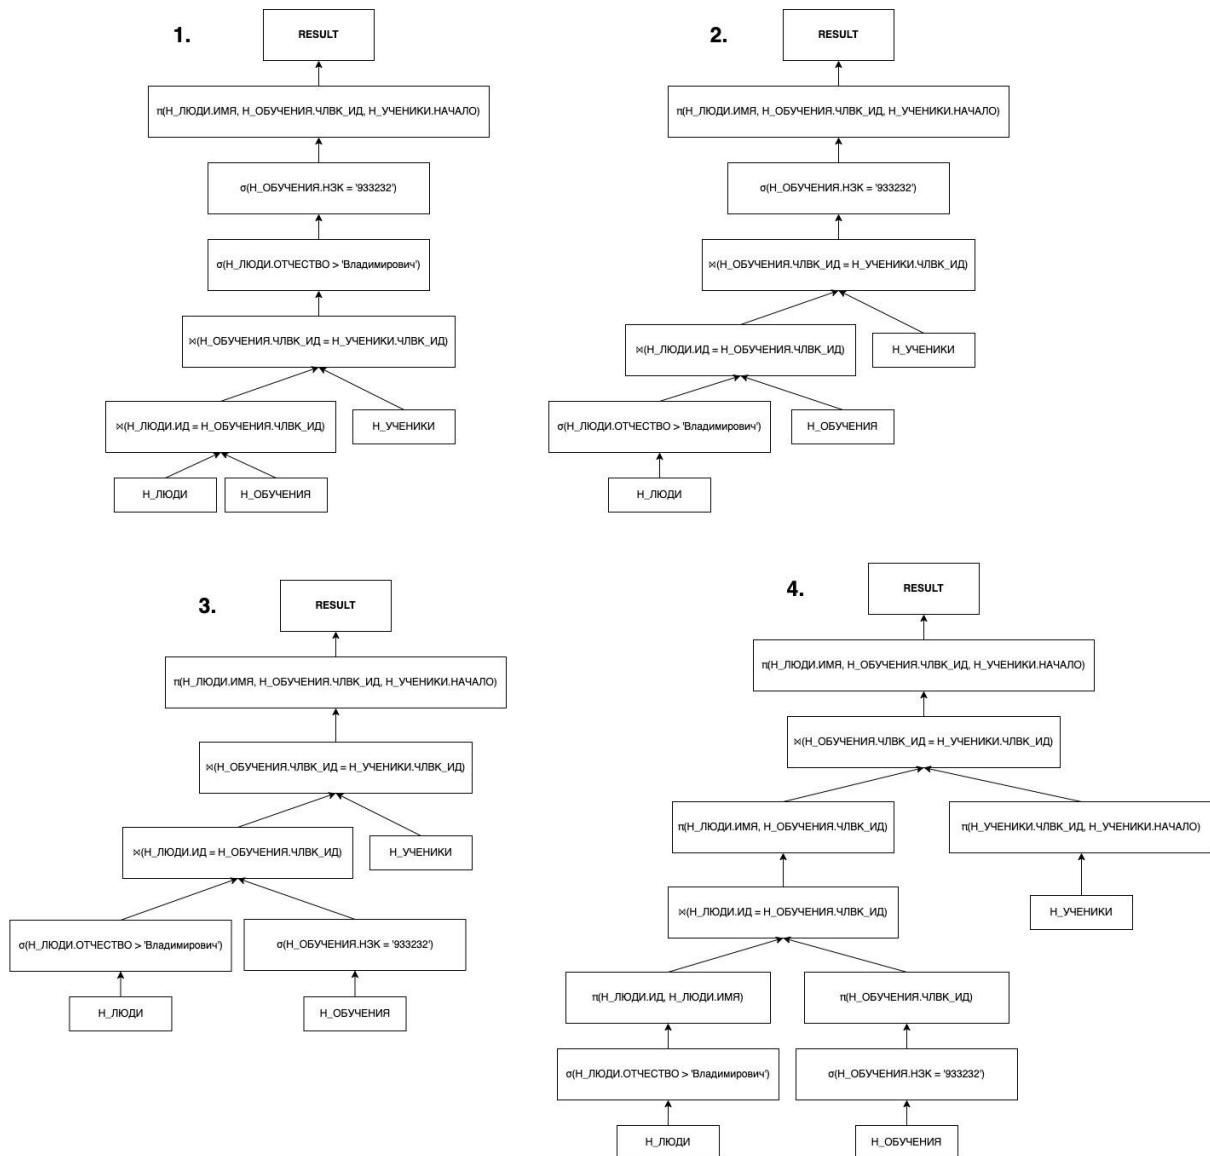 1.
RESULT
π(Н_ЛЮДИ.ИМЯ, Н_ОБУЧЕНИЯ.ЧЛВК_ИД, Н_УЧЕНИКИ.НАЧАЛО)
σ(Н_ОБУЧЕНИЯ.НЗК = '933232')
σ(Н_ЛЮДИ.ОТЧЕСТВО > 'Владимирович')
⋈(Н_ОБУЧЕНИЯ.ЧЛВК_ИД = Н_УЧЕНИКИ.ЧЛВК_ИД)
⋈(Н_ЛЮДИ.ИД = Н_ОБУЧЕНИЯ.ЧЛВК_ИД)
Н_УЧЕНИКИ
Н_ЛЮДИ
Н_ОБУЧЕНИЯ
2.
RESULT
π(Н_ЛЮДИ.ИМЯ, Н_ОБУЧЕНИЯ.ЧЛВК_ИД, Н_УЧЕНИКИ.НАЧАЛО)
σ(Н_ОБУЧЕНИЯ.НЗК = '933232')
⋈(Н_ОБУЧЕНИЯ.ЧЛВК_ИД = Н_УЧЕНИКИ.ЧЛВК_ИД)
⋈(Н_ЛЮДИ.ИД = Н_ОБУЧЕНИЯ.ЧЛВК_ИД)
Н_УЧЕНИКИ
σ(Н_ЛЮДИ.ОТЧЕСТВО > 'Владимирович')
Н_ОБУЧЕНИЯ
Н_ЛЮДИ
3.
RESULT
π(Н_ЛЮДИ.ИМЯ, Н_ОБУЧЕНИЯ.ЧЛВК_ИД, Н_УЧЕНИКИ.НАЧАЛО)
⋈(Н_ОБУЧЕНИЯ.ЧЛВК_ИД = Н_УЧЕНИКИ.ЧЛВК_ИД)
⋈(Н_ЛЮДИ.ИД = Н_ОБУЧЕНИЯ.ЧЛВК_ИД)
Н_УЧЕНИКИ
σ(Н_ЛЮДИ.ОТЧЕСТВО > 'Владимирович')
σ(Н_ОБУЧЕНИЯ.НЗК = '933232')
Н_ЛЮДИ
Н_ОБУЧЕНИЯ
4.
RESULT
π(Н_ЛЮДИ.ИМЯ, Н_ОБУЧЕНИЯ.ЧЛВК_ИД, Н_УЧЕНИКИ.НАЧАЛО)
⋈(Н_ОБУЧЕНИЯ.ЧЛВК_ИД = Н_УЧЕНИКИ.ЧЛВК_ИД)
π(Н_ЛЮДИ.ИМЯ, Н_ОБУЧЕНИЯ.ЧЛВК_ИД)
π(Н_УЧЕНИКИ.ЧЛВК_ИД, Н_УЧЕНИКИ.НАЧАЛО)
⋈(Н_ЛЮДИ.ИД = Н_ОБУЧЕНИЯ.ЧЛВК_ИД)
Н_УЧЕНИКИ
π(Н_ЛЮДИ.ИД, Н_ЛЮДИ.ИМЯ)
π(Н_ОБУЧЕНИЯ.ЧЛВК_ИД)
σ(Н_ЛЮДИ.ОТЧЕСТВО > 'Владимирович')
σ(Н_ОБУЧЕНИЯ.НЗК = '933232')
Н_ЛЮДИ
Н_ОБУЧЕНИЯ